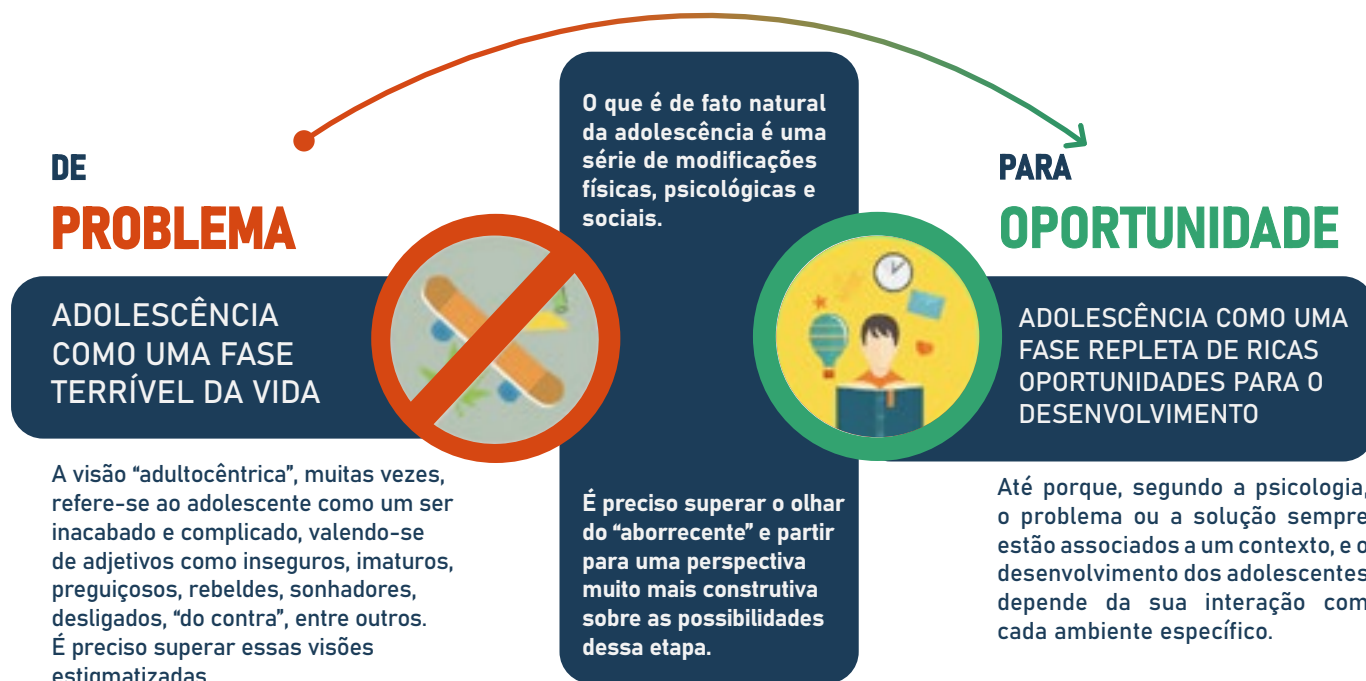 DE
PROBLEMA
ADOLESCÊNCIA
COMO UMA FASE
TERRÍVEL DA VIDA
A visão “adultocêntrica”, muitas vezes,
refere-se ao adolescente como um ser
inacabado e complicado, valendo-se
de adjetivos como inseguros, imaturos,
preguiçosos, rebeldes, sonhadores,
desligados, “do contra”, entre outros.
É preciso superar essas visões
estigmatizadas
O que é de fato natural
da adolescência é uma
série de modificações
físicas, psicológicas e
sociais.
É preciso superar o olhar
do “aborrecente” e partir
para uma perspectiva
muito mais construtiva
sobre as possibilidades
dessa etapa.
PARA
OPORTUNIDADE
ADOLESCÊNCIA COMO UMA
FASE REPLETA DE RICAS
OPORTUNIDADES PARA O
DESENVOLVIMENTO
Até porque, segundo a psicologia,
o problema ou a solução sempre
estão associados a um contexto, e o
desenvolvimento dos adolescentes
depende da sua interação com
cada ambiente específico.